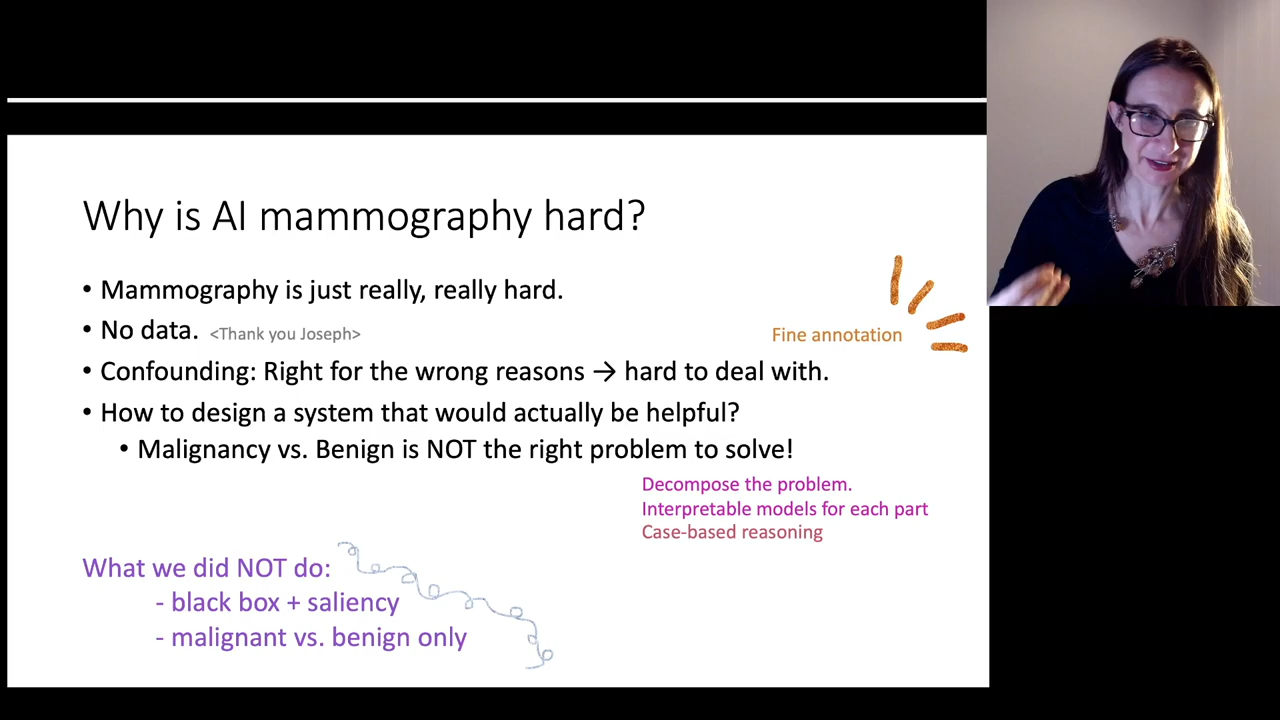 Why is AI mammography hard?
• Mammography is just really, really hard.
• No data. <Thank you Joseph>
Fine annotation
• Confounding: Right for the wrong reasons → hard to deal with.
• How to design a system that would actually be helpful?
• Malignancy vs. Benign is NOT the right problem to solve!
Decompose the problem.
Interpretable models for each part
Case-based reasoning
What we did NOT do:
- black box + saliency
- malignant vs. benign only